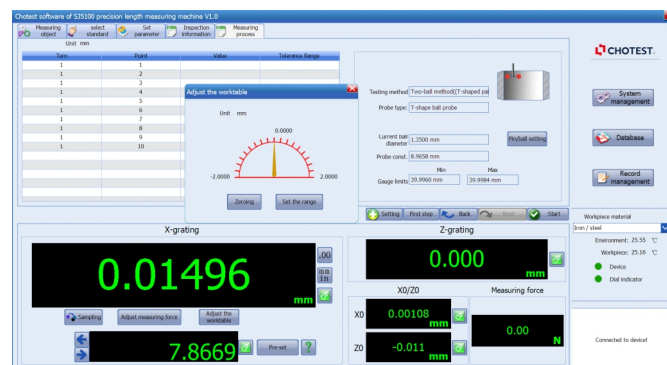 Chotest software of SJ5100 precision length measuring machine V1.0
Measuring object
select standard
Set parameter
Inspection information
Measuring process
Unit mm
Turn Point Value Tolerance Range
1 1
1 2
1 3
1 4
1 5
1 6
1 7
1 8
1 9
1 10
Adjust the worktable
Unit mm
0.0000
-2.0000 2.0000
Zeroing Set the range
Testing method Two-ball method[(T-shaped pai
Probe type: T-shape ball probe
Current ball diameter 1.3500 mm
Pin/ball setting
Probe const. 8.9658 mm
Min Max
Gauge limits 39.9960 mm 39.9984 mm
Setting First step Back Next Start
CHOTEST
System management
Database
Record management
Workpiece material
Iron / steel
Environment: 25.55 ℃
Workpiece: 25.16 ℃
Device
Dial indicator
Connected to device!
X-grating
0.01496
mm
.00
mm
in
Sampling
Adjust measuring force
Adjust the worktable
7.8669
Pre-set
?
Z-grating
0.000
mm
X0/Z0
Measuring force
X0 0.00108 mm
Z0 -0.011 mm
0.00
N